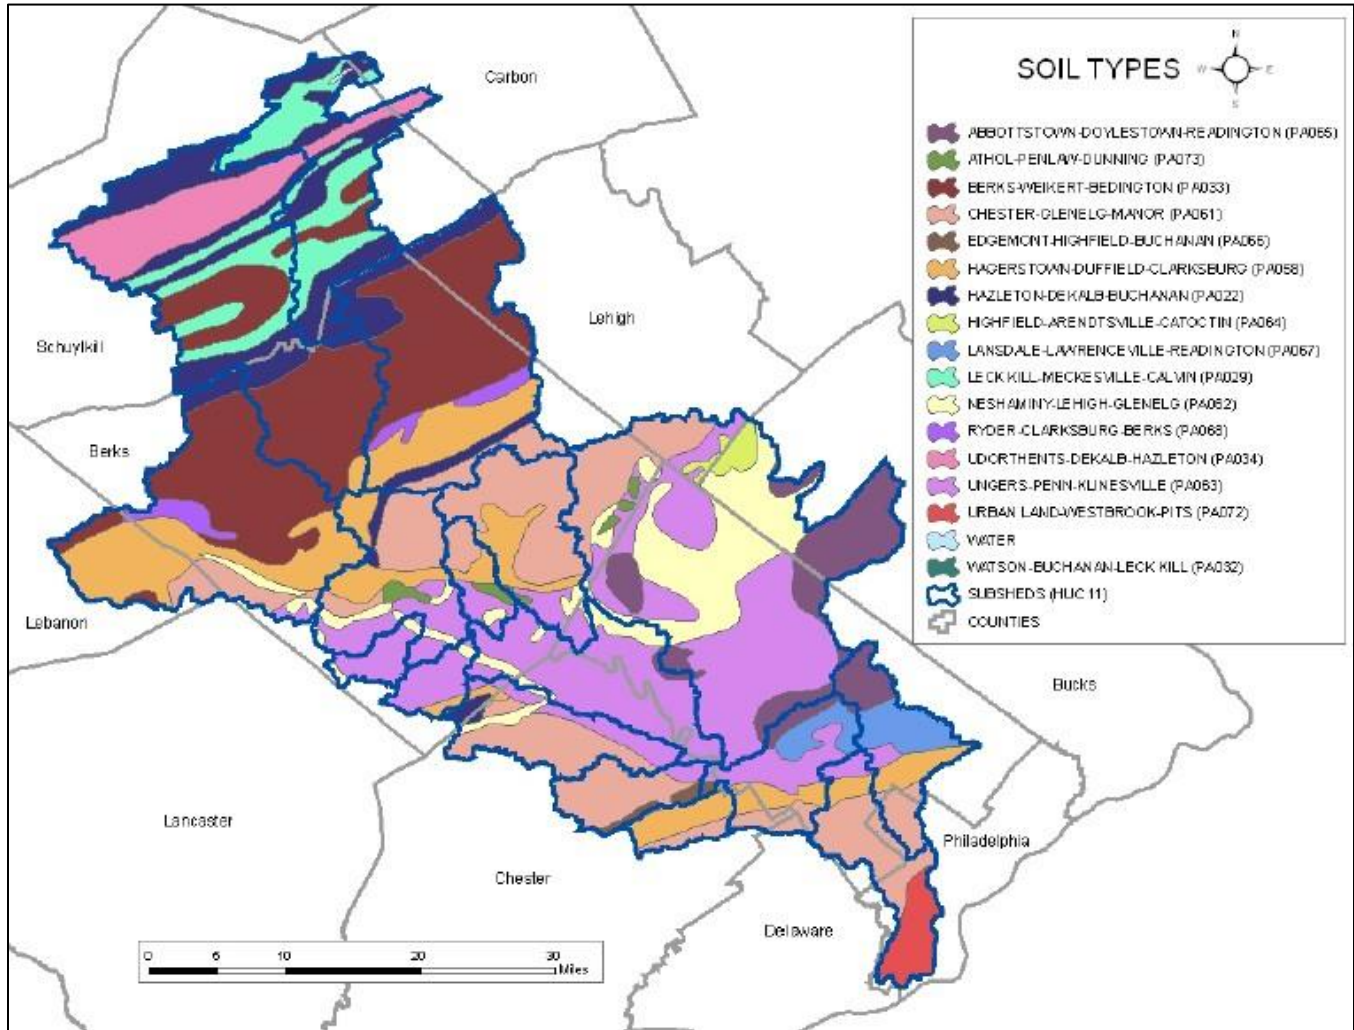 SOIL TYPES
N
W
E
S
ABBOTTSTOWN-DOYLESTOWN-READINGTON (PA065)
ATHOL-PENLAW-DUNNING (PA073)
BERKS-WEIKERT-BEDINGTON (PA033)
CHESTER-GLENELG-MANOR (PA061)
EDGEMONT-HIGHFIELD-BUCHANAN (PA066)
HAGERSTOWN-DUFFIELD-CLARKSBURG (PA058)
HAZLETON-DEKALB-BUCHANAN (PA022)
HIGHFIELD-ARENDTSVILLE-CATOCTIN (PA064)
LANSDALE-LAWRENCEVILLE-READINGTON (PA067)
LECK KILL-MECKESVILLE-CALVIN (PA029)
NESHAMINY-LEHIGH-GLENELG (PA062)
RYDER-CLARKSBURG-BERKS (PA068)
UDORTHENTS-DEKALB-HAZLETON (PA034)
UNGERS-PENN-KLINESVILLE (PA063)
URBAN LAND-WESTBROOK-PITS (PA072)
WATER
WATSON-BUCHANAN-LECK KILL (PA032)
SUBSHEDS (HUC 11)
COUNTIES
Carbon
Lehigh
Schuylkill
Berks
Lebanon
Bucks
Lancaster
Philadelphia
Chester
Delaware
0 5 10 20 30
Miles